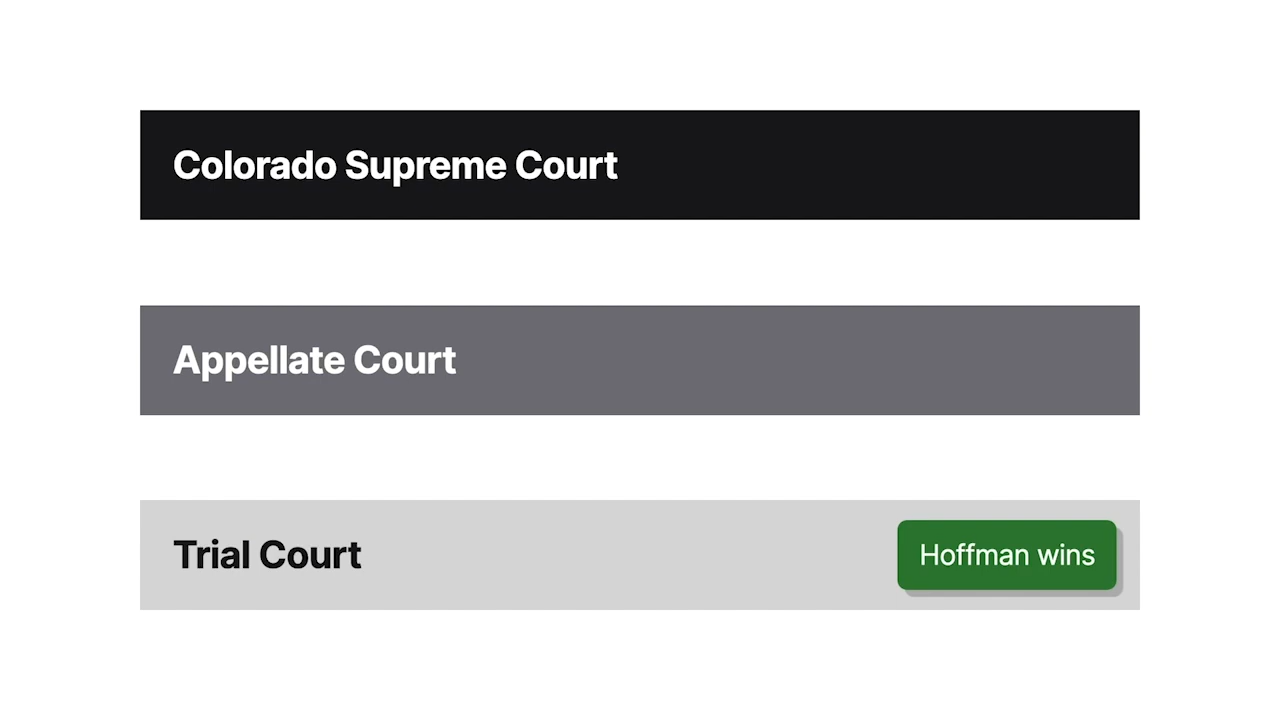 Colorado Supreme Court
Appellate Court
Trial Court
Hoffman wins